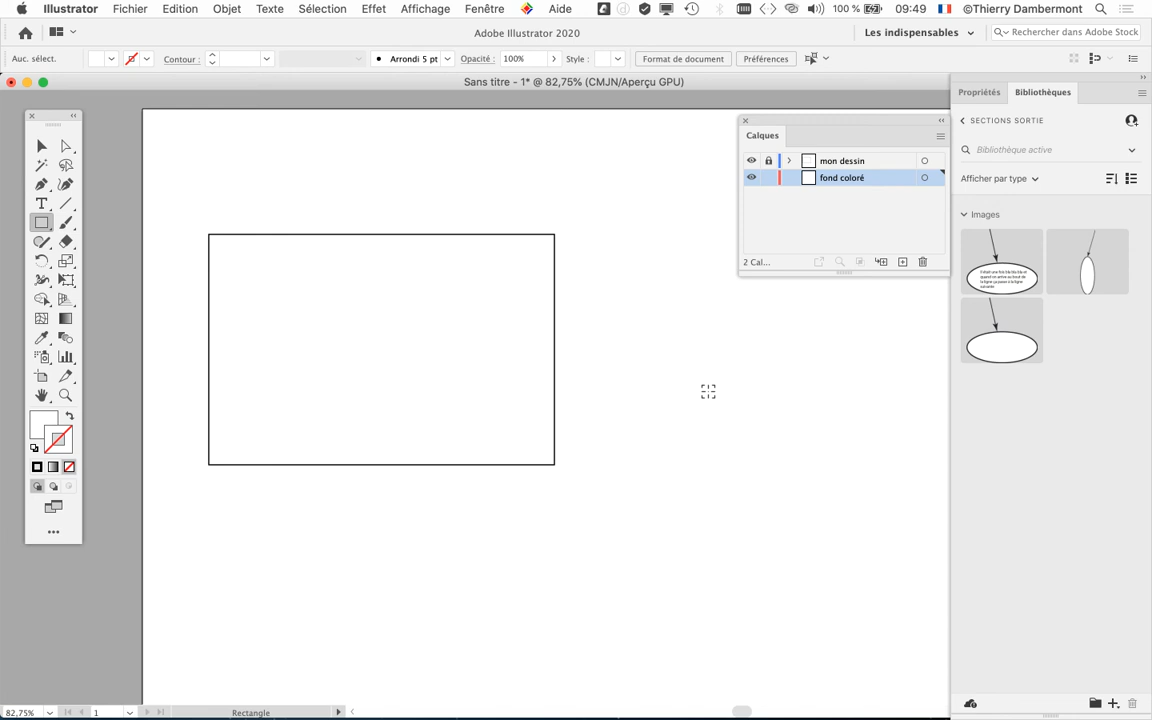 Illustrator Fichier Edition Objet Texte Sélection Effet Affichage Fenêtre Aide 100 % 09:49 ©Thierry Dambermont
Adobe Illustrator 2020 Les indispensables Rechercher dans Adobe Stock
Auc. sélect. Contour : Arrondi 5 pt Opacité : 100% Style : Format de document Préférences
Sans titre - 1* @ 82,75% (CMJN/Aperçu GPU)
Propriétés Bibliothèques
SECTIONS SORTIE
Bibliothèque active
Afficher par type
Images
Calques
mon dessin
fond coloré
2 Cal...
82,75% 1 Rectangle